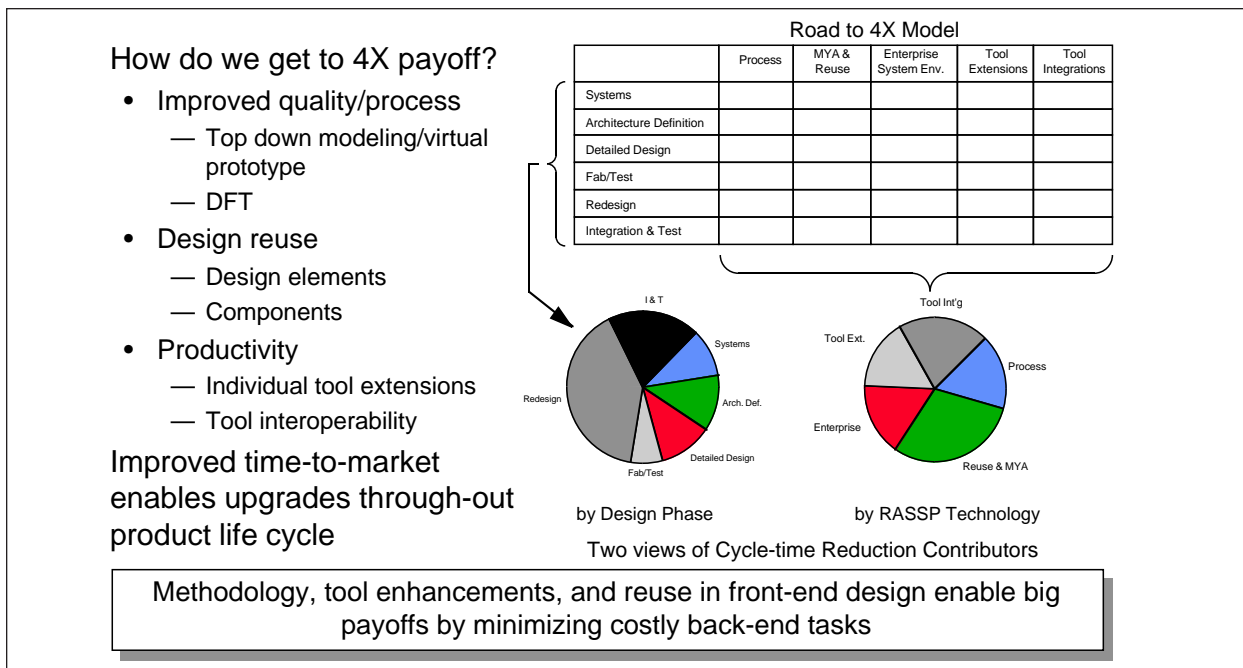 How do we get to 4X payoff?
• Improved quality/process
— Top down modeling/virtual
prototype
— DFT
• Design reuse
— Design elements
— Components
• Productivity
— Individual tool extensions
— Tool interoperability
Improved time-to-market
enables upgrades through-out
product life cycle
Road to 4X Model
Process
MYA &
Reuse
Enterprise
System Env.
Tool
Extensions
Tool
Integrations
Systems
Architecture Definition
Detailed Design
Fab/Test
Redesign
Integration & Test
I & T
Systems
Arch. Def.
Detailed Design
Fab/Test
Redesign
by Design Phase
Tool Int'g
Process
Reuse & MYA
Enterprise
Tool Ext.
by RASSP Technology
Two views of Cycle-time Reduction Contributors
Methodology, tool enhancements, and reuse in front-end design enable big
payoffs by minimizing costly back-end tasks